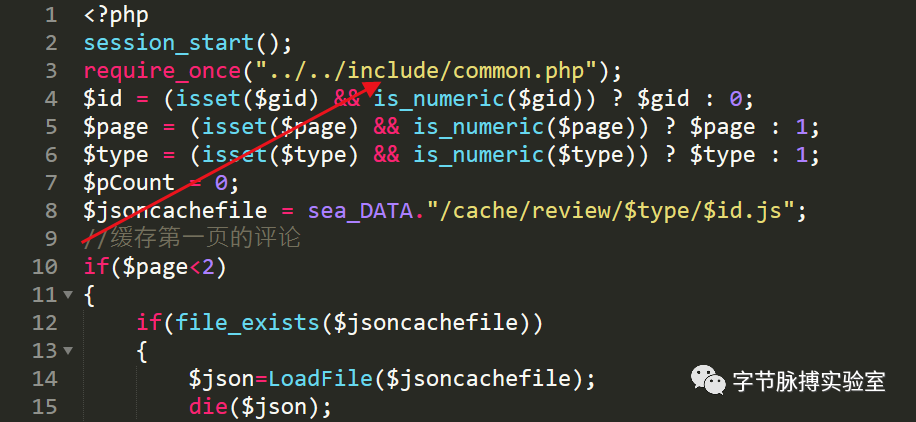 1 <?php
2 session_start();
3 require_once("../../include/common.php");
4 $id = (isset($gid) && is_numeric($gid)) ? $gid : 0;
5 $page = (isset($page) && is_numeric($page)) ? $page : 1;
6 $type = (isset($type) && is_numeric($type)) ? $type : 1;
7 $pCount = 0;
8 $jsoncachefile = sea_DATA."/cache/review/$type/$id.js";
9 //缓存第一页的评论
10 if($page<2)
11 {
12 if(file_exists($jsoncachefile))
13 {
14 $json=LoadFile($jsoncachefile);
15 die($json);
字节脉搏实验室